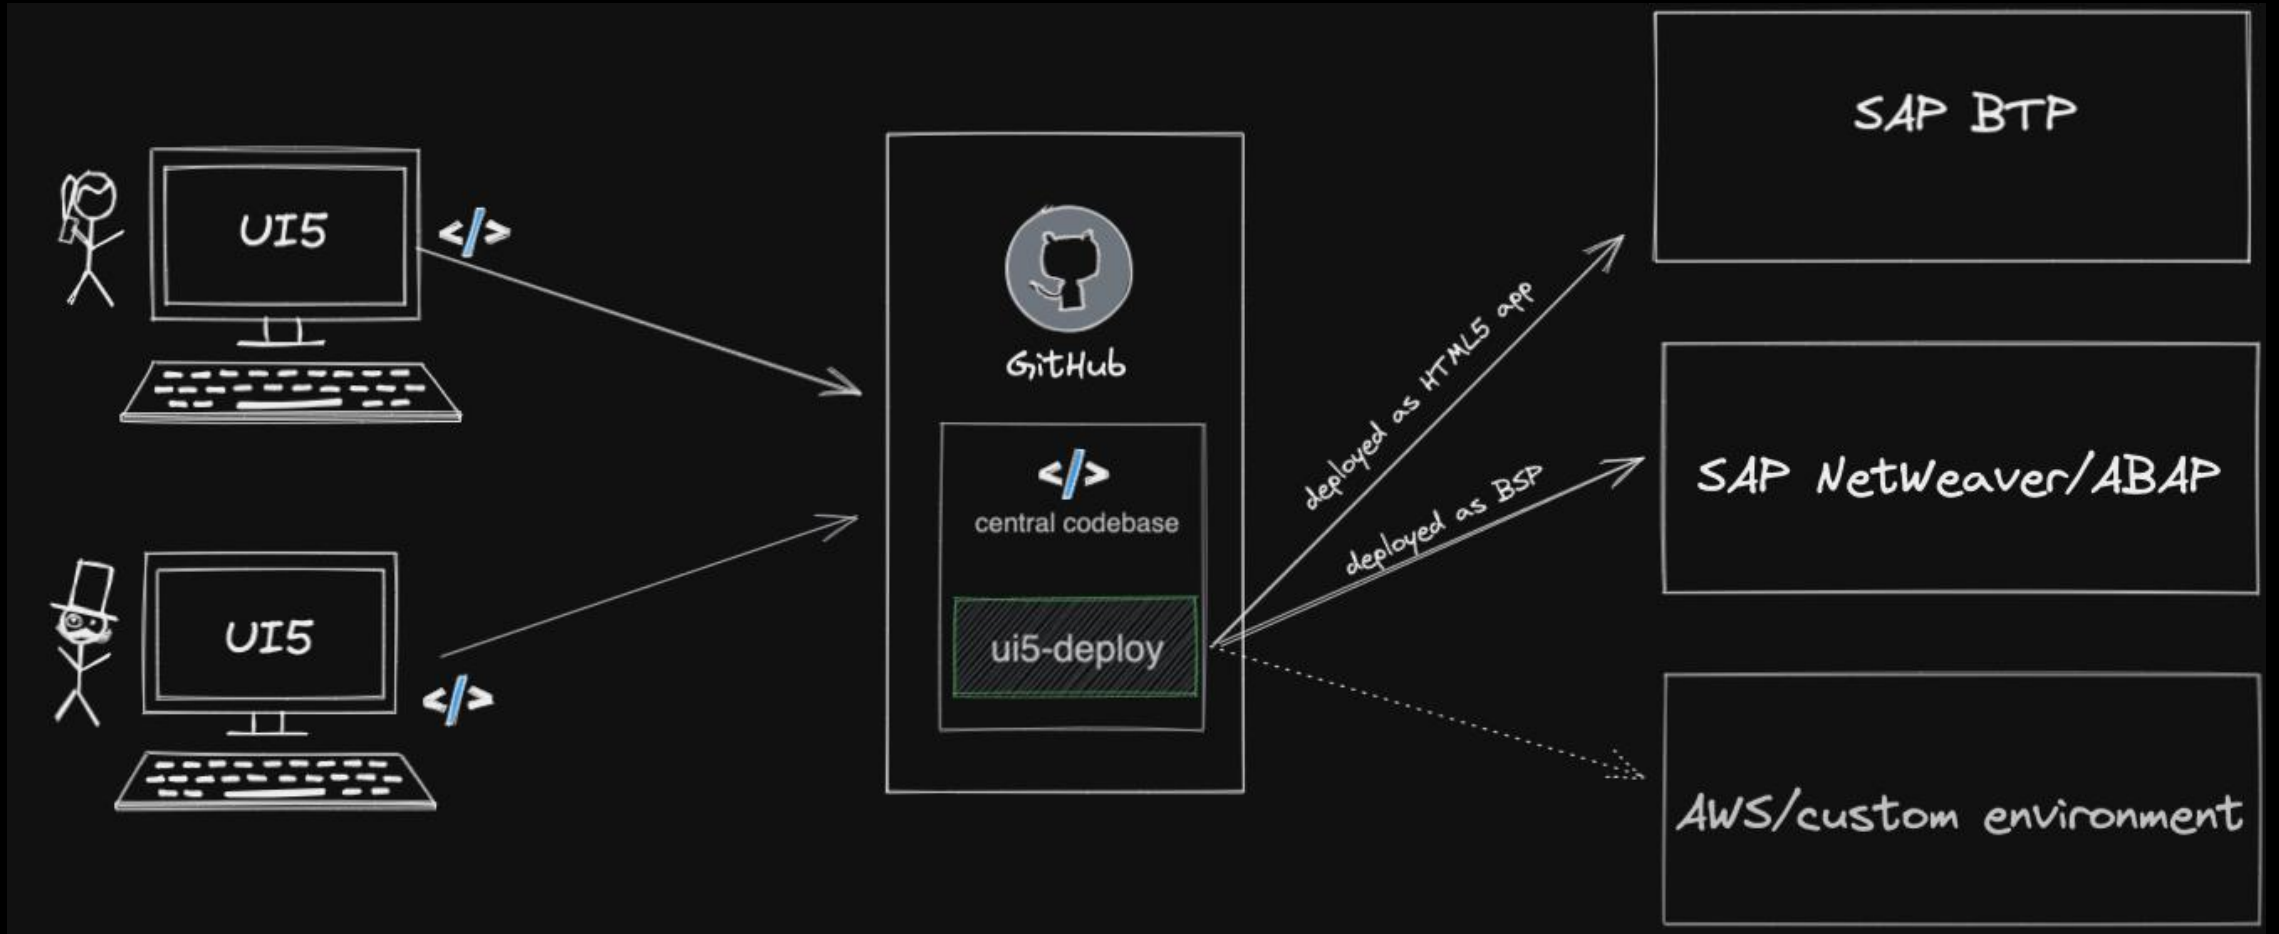 UI5
</>
UI5
</>
GitHub
</>
central codebase
ui5-deploy
deployed as HTML5 app
deployed as BSP
SAP BTP
SAP NetWeaver/ABAP
AWS/custom environment